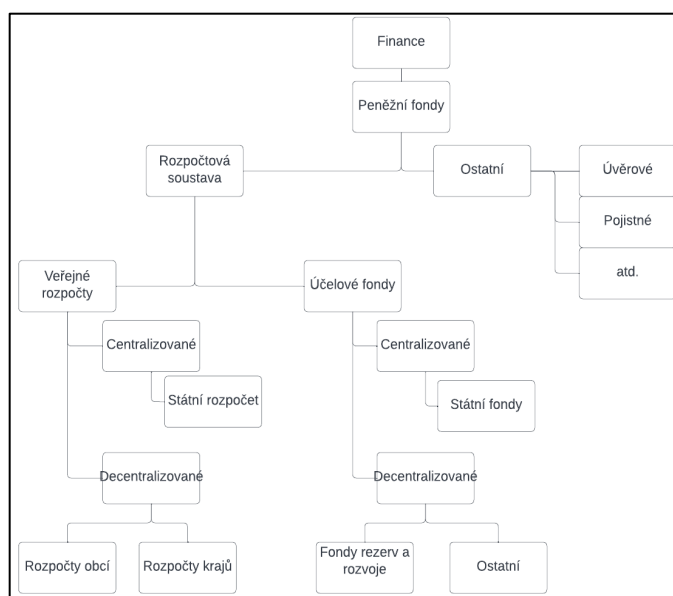 Finance
Peněžní fondy
Rozpočtová
soustava
Ostatní
Úvěrové
Pojistné
atd.
Veřejné
rozpočty
Účelové fondy
Centralizované
Státní rozpočet
Centralizované
Státní fondy
Decentralizované
Decentralizované
Rozpočty obcí
Rozpočty krajů
Fondy rezerv a
rozvoje
Ostatní